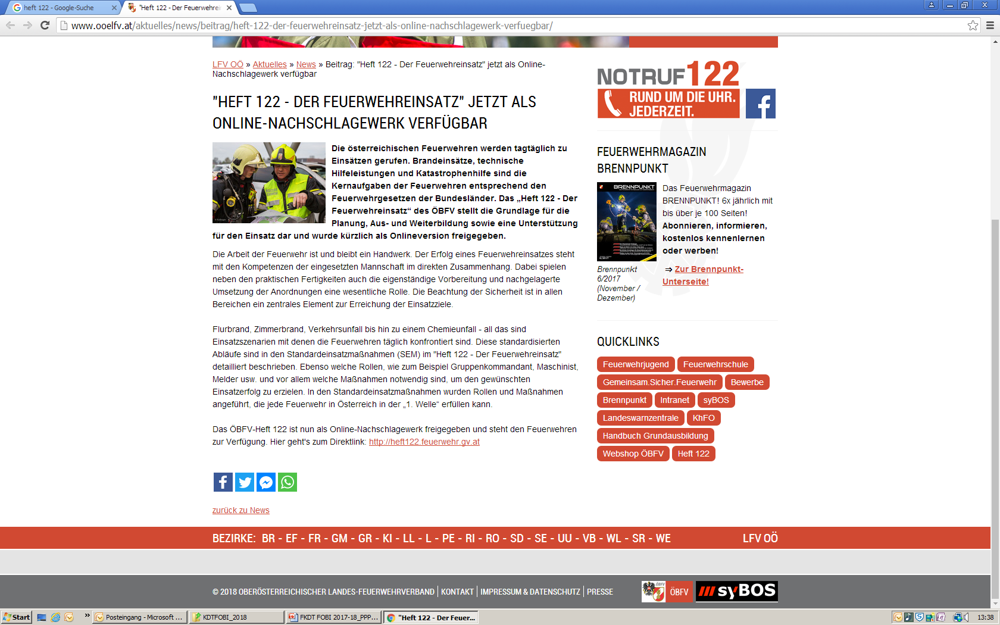 heft 122 - Google-Suche
"Heft 122 - Der Feuerwehrein
www.ooelfv.at/aktuelles/news/beitrag/heft-122-der-feuerwehreinsatz-jetzt-als-online-nachschlagewerk-verfuegbar/
LFV OÖ » Aktuelles » News » Beitrag: "Heft 122 - Der Feuerwehreinsatz" jetzt als Online-
Nachschlagewerk verfügbar
"HEFT 122 - DER FEUERWEHREINSATZ" JETZT ALS
ONLINE-NACHSCHLAGEWERK VERFÜGBAR
Die österreichischen Feuerwehren werden tagtäglich zu
Einsätzen gerufen. Brandeinsätze, technische
Hilfeleistungen und Katastrophenhilfe sind die
Kernaufgaben der Feuerwehren entsprechend den
Feuerwehrgesetzen der Bundesländer. Das „Heft 122 - Der
Feuerwehreinsatz“ des ÖBFV stellt die Grundlage für die
Planung, Aus- und Weiterbildung sowie eine Unterstützung
für den Einsatz dar und wurde kürzlich als Onlineversion freigegeben.
Die Arbeit der Feuerwehr ist und bleibt ein Handwerk. Der Erfolg eines Feuerwehreinsatzes steht
mit den Kompetenzen der eingesetzten Mannschaft im direkten Zusammenhang. Dabei spielen
neben den praktischen Fertigkeiten auch die eigenständige Vorbereitung und nachgelagerte
Umsetzung der Anordnungen eine wesentliche Rolle. Die Beachtung der Sicherheit ist in allen
Bereichen ein zentrales Element zur Erreichung der Einsatzziele.
Flurbrand, Zimmerbrand, Verkehrsunfall bis hin zu einem Chemieunfall - all das sind
Einsatzszenarien mit denen die Feuerwehren täglich konfrontiert sind. Diese standardisierten
Abläufe sind in den Standardeinsatzmaßnahmen (SEM) im "Heft 122 - Der Feuerwehreinsatz"
detailliert beschrieben. Ebenso welche Rollen, wie zum Beispiel Gruppenkommandant, Maschinist,
Melder usw. und vor allem welche Maßnahmen notwendig sind, um den gewünschten
Einsatzerfolg zu erzielen. In den Standardeinsatzmaßnahmen wurden Rollen und Maßnahmen
angeführt, die jede Feuerwehr in Österreich in der „1. Welle“ erfüllen kann.
Das ÖBFV-Heft 122 ist nun als Online-Nachschlagewerk freigegeben und steht den Feuerwehren
zur Verfügung. Hier geht's zum Direktlink: http://heft122.feuerwehr.gv.at
zurück zu News
NOTRUF122
RUND UM DIE UHR.
JEDERZEIT.
FEUERWEHRMAGAZIN
BRENNPUNKT
BRENNPUNKT
Das Feuerwehrmagazin
BRENNPUNKT! 6x jährlich mit
bis über je 100 Seiten!
Abonnieren, informieren,
kostenlos kennenlernen
oder werben!
⇒ Zur Brennpunkt-
Unterseite!
Brennpunkt
6/2017
(November /
Dezember)
QUICKLINKS
Feuerwehrjugend Feuerwehrschule
Gemeinsam.Sicher.Feuerwehr Bewerbe
Brennpunkt Intranet syBOS
Landeswarnzentrale KHFO
Handbuch Grundausbildung
Webshop ÖBFV Heft 122
BEZIRKE: BR - EF - FR - GM - GR - KI - LL - L - PE - RI - RO - SD - SE - UU - VB - WL - SR - WE
LFV OÖ
© 2018 OBERÖSTERREICHISCHER LANDES-FEUERWEHRVERBAND | KONTAKT | IMPRESSUM & DATENSCHUTZ | PRESSE
ÖBFV
ÖBFV
syBOS
Start
Posteingang - Microsoft ...
KDTFOBI_2018
FKDT FOBI 2017-18_PPP...
"Heft 122 - Der Feuer...
13:38